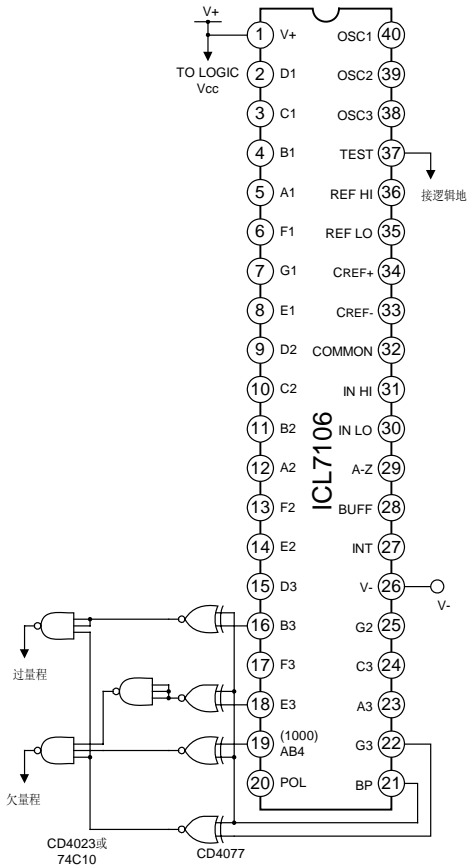 V+
TO LOGIC
Vcc
ICL7106
1 V+
2 D1
3 C1
4 B1
5 A1
6 F1
7 G1
8 E1
9 D2
10 C2
11 B2
12 A2
13 F2
14 E2
15 D3
16 B3
17 F3
18 E3
19 (1000)
AB4
20 POL
OSC1 40
OSC2 39
OSC3 38
TEST 37
接逻辑地
REF HI 36
REF LO 35
CREF+ 34
CREF- 33
COMMON 32
IN HI 31
IN LO 30
A-Z 29
BUFF 28
INT 27
V- 26
V-
G2 25
C3 24
A3 23
G3 22
BP 21
过量程
欠量程
CD4023或
74C10
CD4077